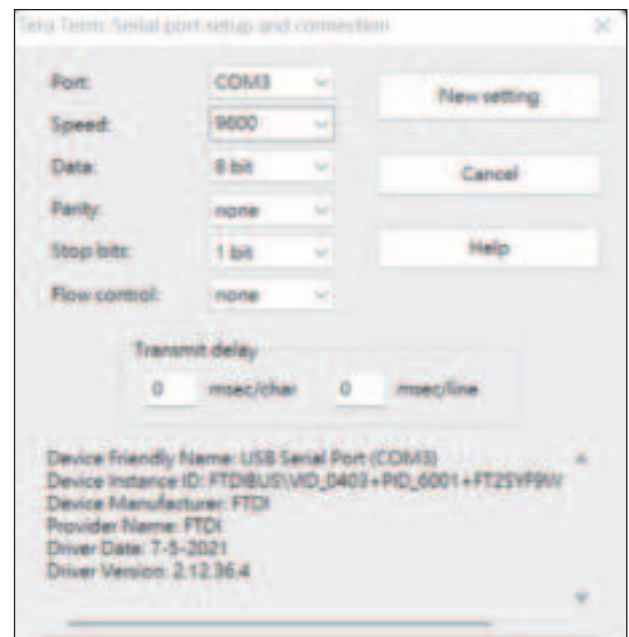 Tera Term: Serial port setup and connection
Port: COM3
New setting
Speed: 9600
Data: 8 bit
Cancel
Parity: none
Stop bits: 1 bit
Help
Flow control: none
Transmit delay
0 msec/char 0 msec/line
Device Friendly Name: USB Serial Port (COM3)
Device Instance ID: FTDIBUS\VID_0403+PID_6001+
Device Manufacturer: FTDI
Provider Name: FTDI
Driver Date: 7-5-2021
Driver Version: 2.12.36.4